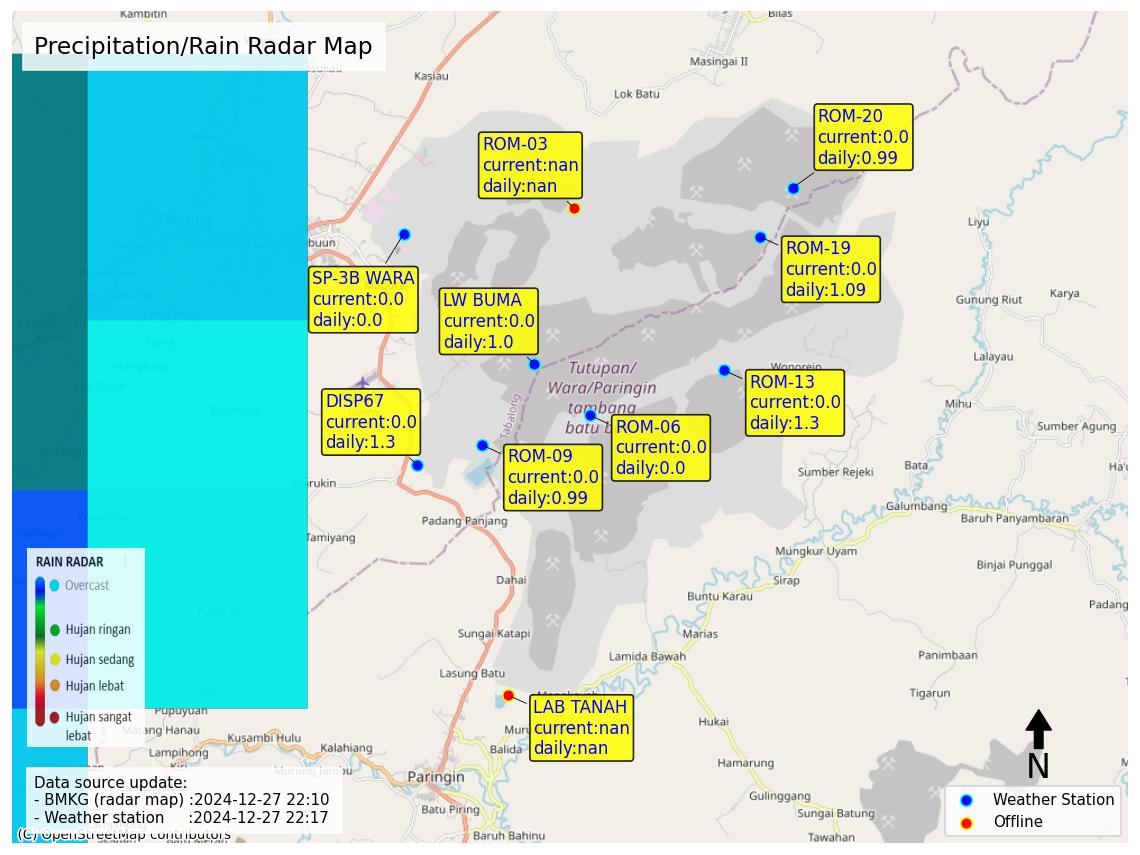 Precipitation/Rain Radar Map
Kambitin
Bilas
Kasiau
Masingai II
Lok Batu
ROM-20
current:0.0
daily:0.99
ROM-03
current:nan
daily:nan
Tanjung
Mabuun
Liyu
ROM-19
current:0.0
daily:1.09
SP-3B WARA
current:0.0
daily:0.0
LW BUMA
current:0.0
daily:1.0
Gunung Riut
Karya
Lalayau
Tutupan/
Wara/Paringin
tambang
batu b
Wonorejo
Tabalong
ROM-13
current:0.0
daily:1.3
Mihu
DISP67
current:0.0
daily:1.3
ROM-06
current:0.0
daily:0.0
Sumber Agung
ROM-09
current:0.0
daily:0.99
Bata
Sumber Rejeki
Warukin
Galumbang
Padang Panjang
Baruh Panyambaran
Tamiyang
Mungkur Uyam
Binjai Punggal
Dahai
Sirap
Buntu Karau
Padang
Sungai Katapi
Marias
Lamida Bawah
Panimbaan
Lasung Batu
Tigarun
RAIN RADAR
Overcast
Hujan ringan
Hujan sedang
Hujan lebat
Hujan sangat
lebat
LAB TANAH
current:nan
daily:nan
Pupuyuan
Matang Hanau
Kusambi Hulu
Hukai
Lampihong
Kalahiang
Balida
Murung Jambu
Paringin
Hamarung
N
Batu Piring
Gulinggang
Sungai Batung
Baruh Bahinu
Tawahan
Data source update:
- BMKG (radar map) :2024-12-27 22:10
- Weather station :2024-12-27 22:17
(C) OpenStreetMap contributors
Weather Station
Offline